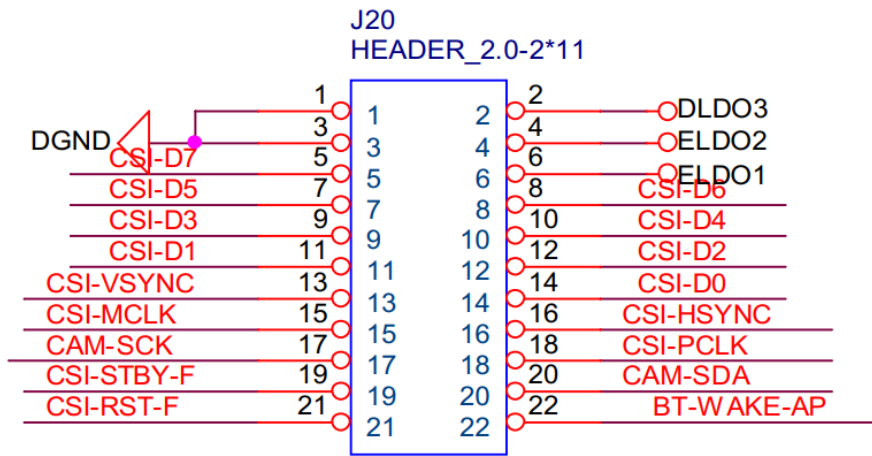 J20
HEADER_2.0-2*11
1 1 2 2 DLDO3
DGND 3 3 4 4 ELDO2
CSI-D7 5 5 6 6 ELDO1
CSI-D5 7 7 8 8 CSI-D6
CSI-D3 9 9 10 10 CSI-D4
CSI-D1 11 11 12 12 CSI-D2
CSI-VSYNC 13 13 14 14 CSI-D0
CSI-MCLK 15 15 16 16 CSI-HSYNC
CAM-SCK 17 17 18 18 CSI-PCLK
CSI-STBY-F 19 19 20 20 CAM-SDA
CSI-RST-F 21 21 22 22 BT-WAKE-AP